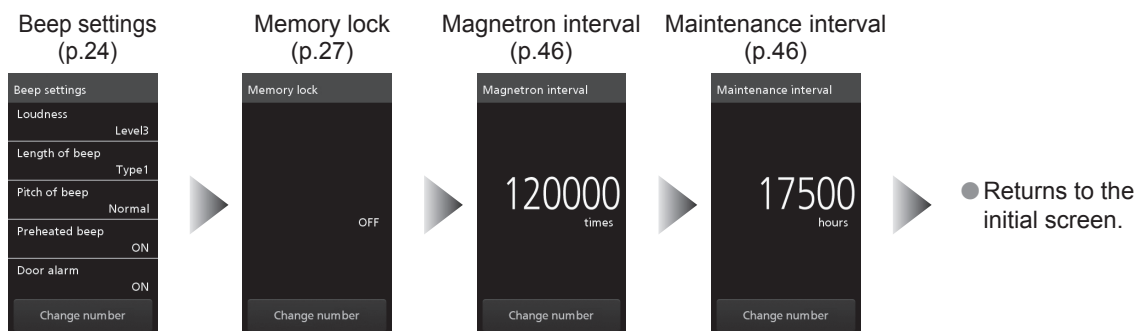 Beep settings
(p.24)
Memory lock
(p.27)
Magnetron interval
(p.46)
Maintenance interval
(p.46)
Beep settings
Loudness
Level3
Length of beep
Type1
Pitch of beep
Normal
Preheated beep
ON
Door alarm
ON
Change number
Memory lock
OFF
Change number
Magnetron interval
120000
times
Change number
Maintenance interval
17500
hours
Change number
● Returns to the
initial screen.